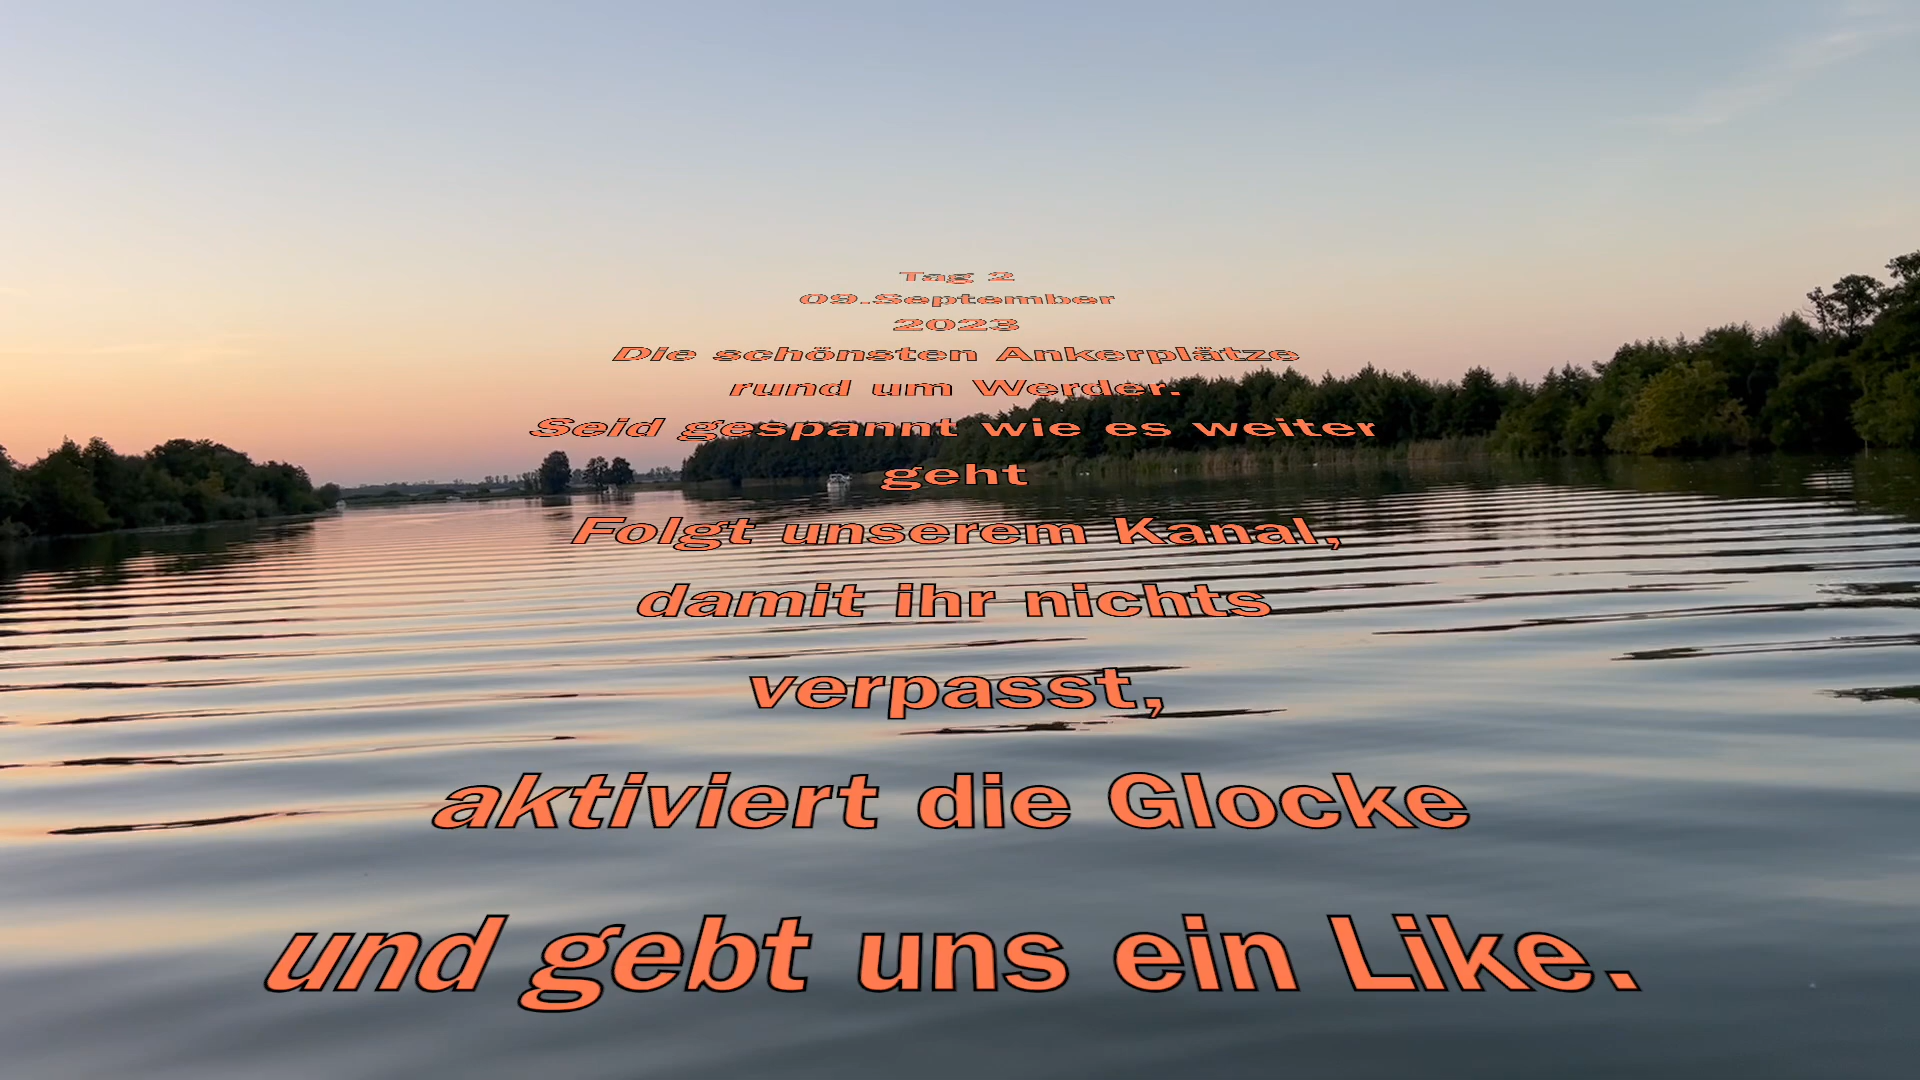 Tag 2
09.September
2023
Die schönsten Ankerplätze
rund um Werder.
Seid gespannt wie es weiter
geht
Folgt unserem Kanal,
damit ihr nichts
verpasst,
aktiviert die Glocke
und gebt uns ein Like.